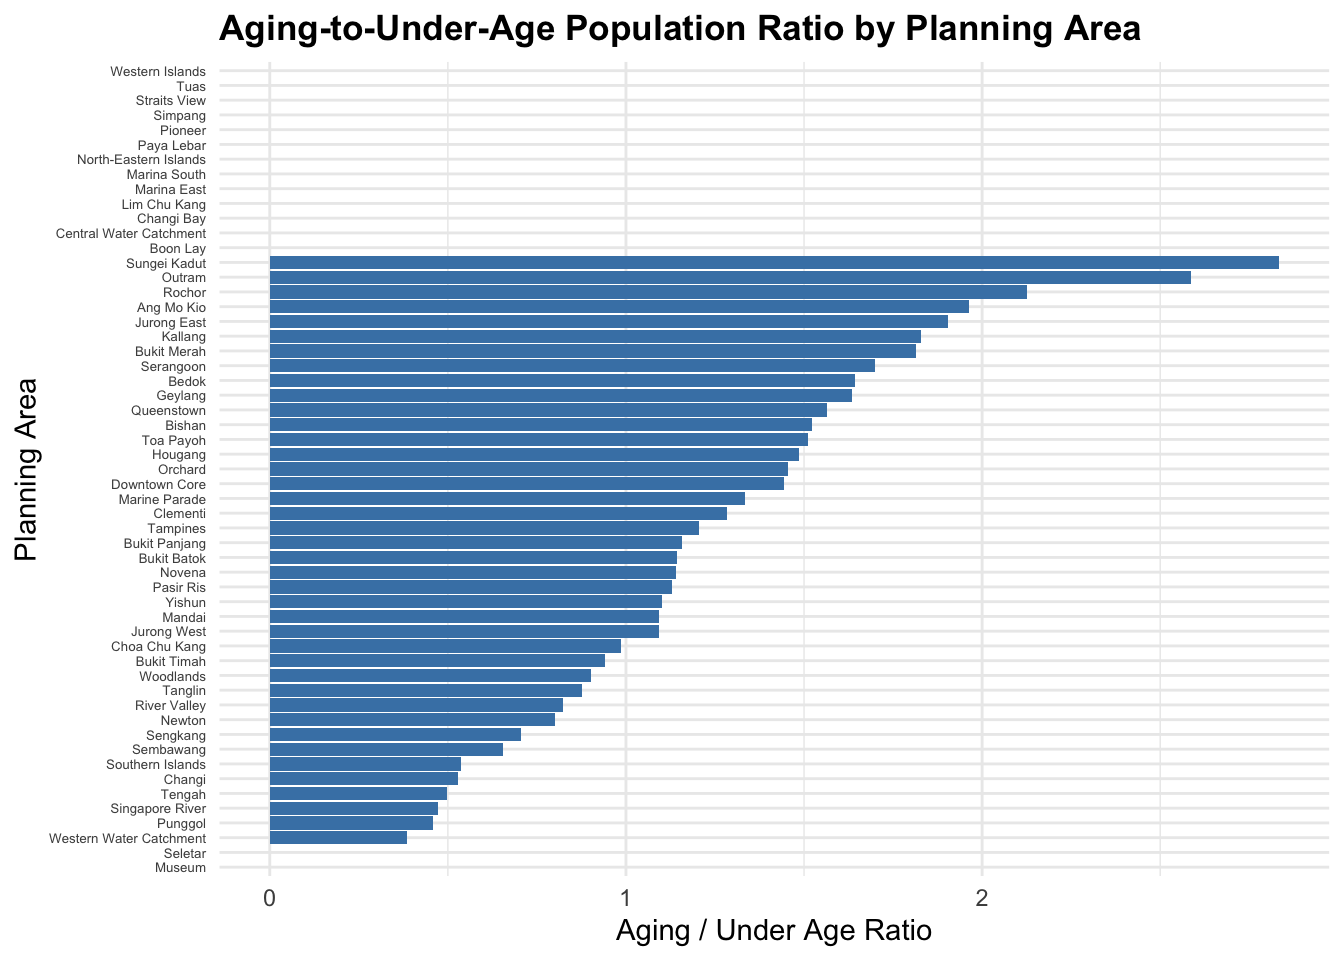 Aging-to-Under-Age Population Ratio by Planning Area
Western Islands
Tuas
Straits View
Simpang
Pioneer
Paya Lebar
North-Eastern Islands
Marina South
Marina East
Lim Chu Kang
Changi Bay
Central Water Catchment
Boon Lay
Sungei Kadut
Outram
Rochor
Ang Mo Kio
Jurong East
Kallang
Bukit Merah
Serangoon
Bedok
Geylang
Queenstown
Bishan
Toa Payoh
Hougang
Orchard
Downtown Core
Marine Parade
Clementi
Tampines
Bukit Panjang
Bukit Batok
Novena
Pasir Ris
Yishun
Mandai
Jurong West
Choa Chu Kang
Bukit Timah
Woodlands
Tanglin
River Valley
Newton
Sengkang
Sembawang
Southern Islands
Changi
Tengah
Singapore River
Punggol
Western Water Catchment
Seletar
Museum
Planning Area
0 1 2
Aging / Under Age Ratio